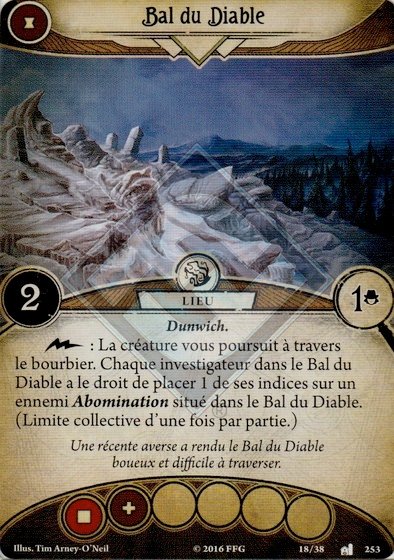 Bal du Diable
2
LIEU
1
Dunwich.
: La créature vous poursuit à travers
le bourbier. Chaque investigateur dans le Bal du
Diable a le droit de placer 1 de ses indices sur un
ennemi Abomination situé dans le Bal du Diable.
(Limite collective d'une fois par partie.)
Une récente averse a rendu le Bal du Diable
boueux et difficile à traverser.
Illus. Tim Arney-O'Neil © 2016 FFG 18/38 253